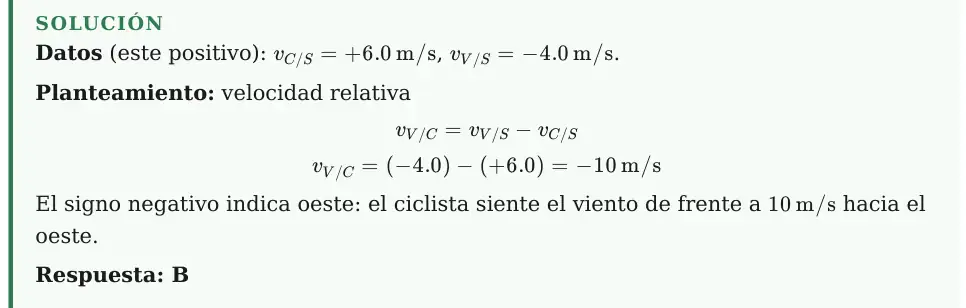 SOLUCIÓN
Datos (este positivo): v_{C/S} = +6.0 m/s, v_{V/S} = −4.0 m/s.
Planteamiento: velocidad relativa
v_{V/C} = v_{V/S} − v_{C/S}
v_{V/C} = (−4.0) − (+6.0) = −10 m/s
El signo negativo indica oeste: el ciclista siente el viento de frente a 10 m/s hacia el
oeste.
Respuesta: B